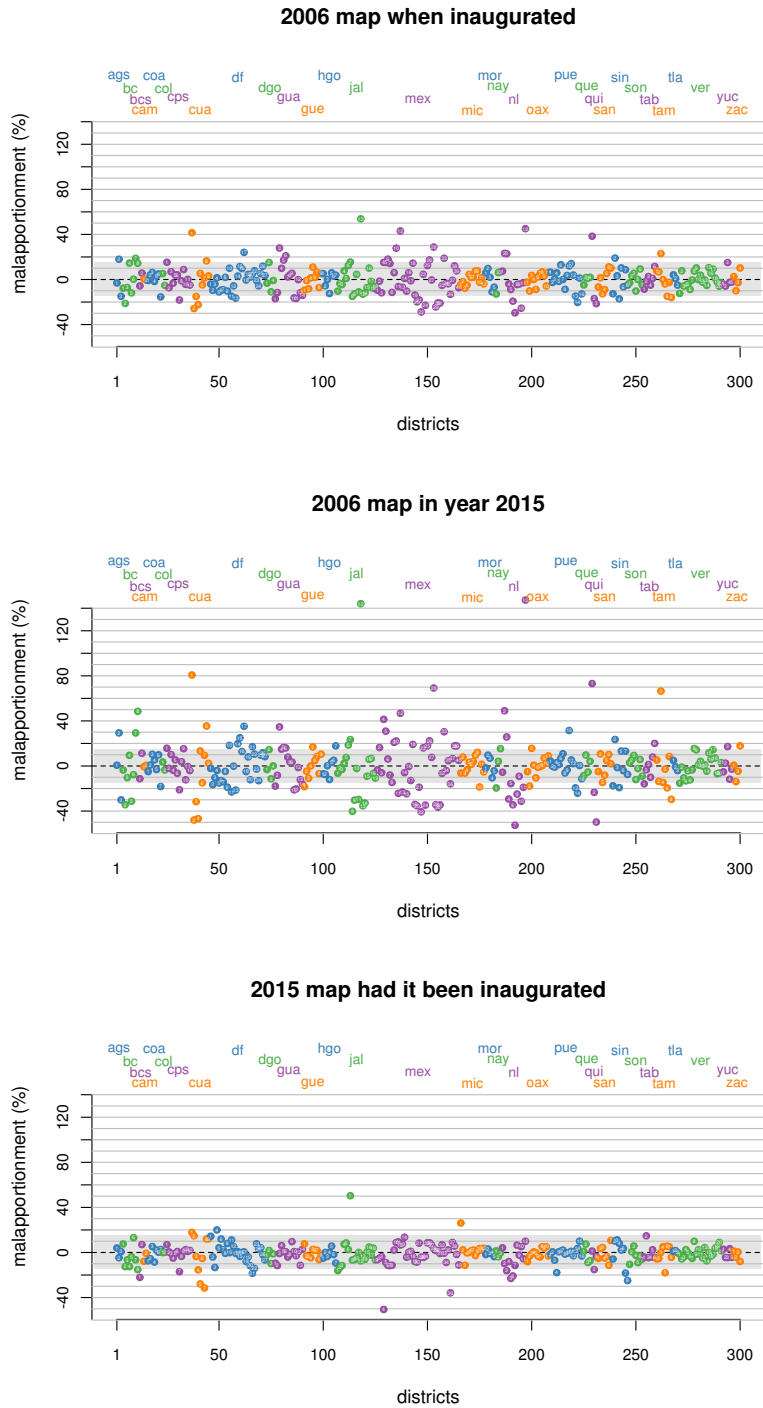 2006 map when inaugurated
ags coa df hgo mor pue sin tla
bc col dgo jal nay que son ver
bcs cps gua mex nl qui tab yuc
cam cua gue mic oax san tam zac
malapportionment (%)
120
80
40
0
-40
1 50 100 150 200 250 300
districts
2006 map in year 2015
ags coa df hgo mor pue sin tla
bc col dgo jal nay que son ver
bcs cps gua mex nl qui tab yuc
cam cua gue mic oax san tam zac
malapportionment (%)
120
80
40
0
-40
1 50 100 150 200 250 300
districts
2015 map had it been inaugurated
ags coa df hgo mor pue sin tla
bc col dgo jal nay que son ver
bcs cps gua mex nl qui tab yuc
cam cua gue mic oax san tam zac
malapportionment (%)
120
80
40
0
-40
1 50 100 150 200 250 300
districts